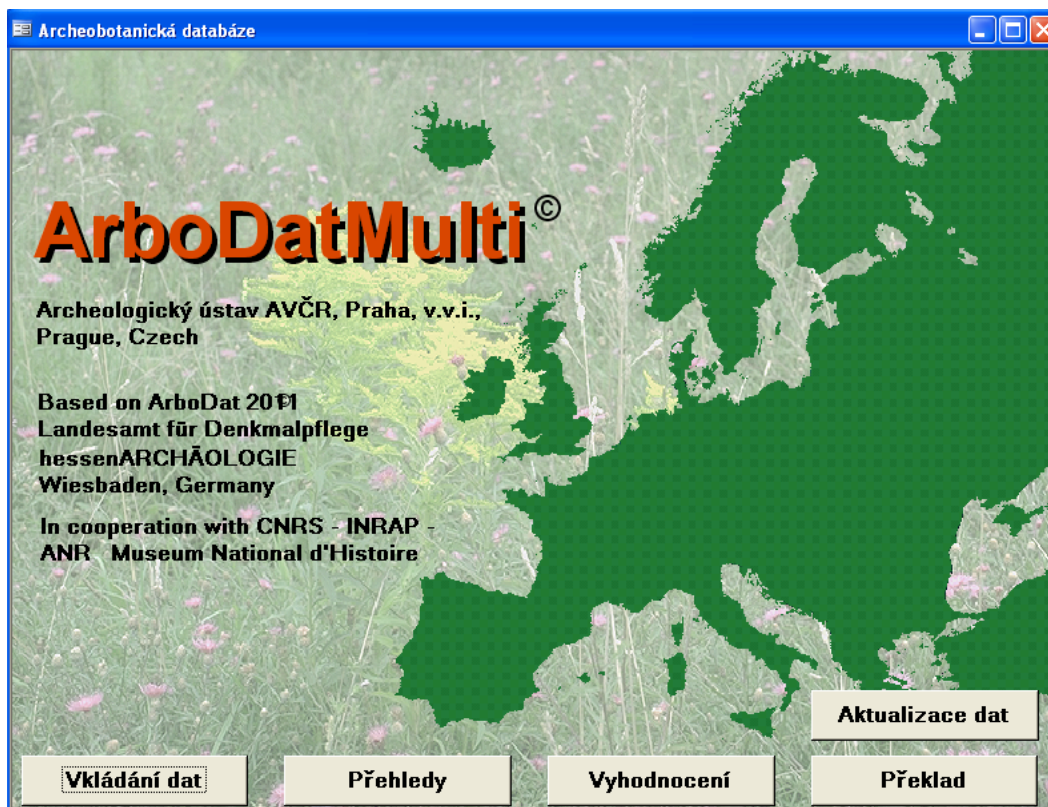 Archeobotanická databáze
ArboDatMulti©
Archeologický ústav AVČR, Praha, v.v.i.,
Prague, Czech
Based on ArboDat 2011©
Landesamt für Denkmalpflege
hessenARCHÄOLOGIE
Wiesbaden, Germany
In cooperation with CNRS - INRAP -
ANR Museum National d'Histoire
Aktualizace dat
Vkládání dat
Přehledy
Vyhodnocení
Překlad